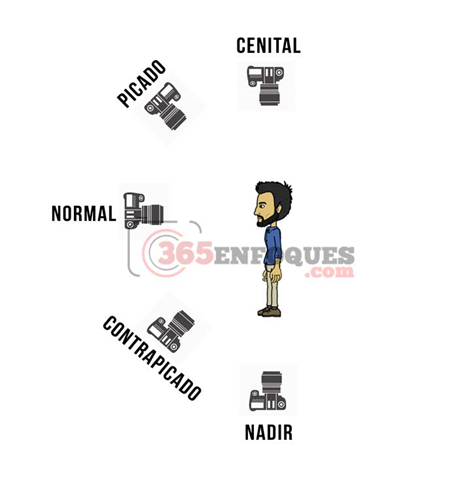 CENITAL
PICADO
NORMAL
365ENFOQUES
.com
CONTRAPICADO
NADIR